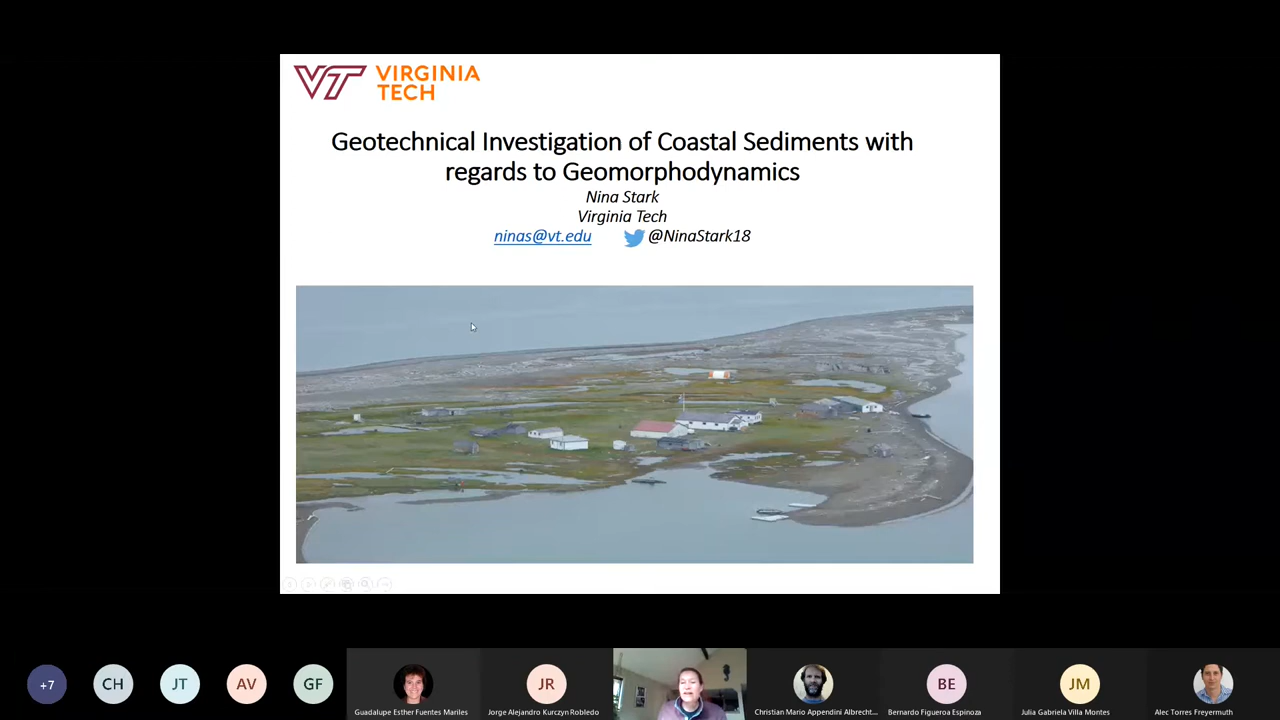 VT VIRGINIA
TECH
Geotechnical Investigation of Coastal Sediments with
regards to Geomorphodynamics
Nina Stark
Virginia Tech
ninas@vt.edu @NinaStark18
+7
CH
JT
AV
GF
JR
BE
JM
Guadalupe Esther Fuentes Mariles
Jorge Alejandro Kurczyn Robledo
Christian Mario Appendini Albrecht...
Bernardo Figueroa Espinoza
Julia Gabriela Villa Montes
Alec Torres Freyermuth